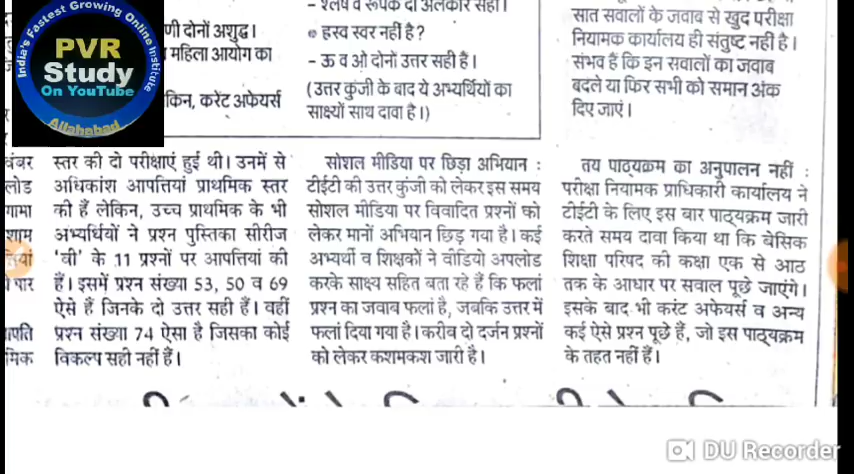 India's Fastest Growing Online Institute
PVR
Study
On YouTube
Allahabad
णी दोनों अशुद्ध।
महिला आयोग का
किन, करेंट अफेयर्स
- श्लेष व रूपक दो अलंकार सही।
हस्व स्वर नहीं है?
- ऊ व ओ दोनों उत्तर सही हैं।
(उत्तर कुंजी के बाद ये अभ्यर्थियों का
साक्ष्यों साथ दावा है।)
सात सवालों के जवाब से खुद परीक्षा
नियामक कार्यालय ही संतुष्ट नहीं है।
संभव है कि इन सवालों का जवाब
बदले या फिर सभी को समान अंक
दिए जाएं।
वंबर
लोड
गामा
शाम
पार
पति
मिक
स्तर की दो परीक्षाएं हुई थी। उनमें से
अधिकांश आपत्तियां प्राथमिक स्तर
की हैं लेकिन, उच्च प्राथमिक के भी
अभ्यर्थियों ने प्रश्न पुस्तिका सीरीज
'वी' के 11 प्रश्नों पर आपत्तियां की
हैं। इसमें प्रश्न संख्या 53, 50 व 69
ऐसे हैं जिनके दो उत्तर सही हैं। वहीं
प्रश्न संख्या 74 ऐसा है जिसका कोई
विकल्प सही नहीं हैं।
सोशल मीडिया पर छिड़ा अभियान :
टीईटी की उत्तर कुंजी को लेकर इस समय
सोशल मीडिया पर विवादित प्रश्नों को
लेकर मानों अभियान छिड़ गया है। कई
अभ्यर्थी व शिक्षकों ने वीडियो अपलोड
करके साक्ष्य सहित बता रहे हैं कि फलां
प्रश्न का जवाब फलां है, जबकि उत्तर में
फलां दिया गया है। करीब दो दर्जन प्रश्नों
को लेकर कशमकश जारी है।
तय पाठ्यक्रम का अनुपालन नहीं :
परीक्षा नियामक प्राधिकारी कार्यालय ने
टीईटी के लिए इस बार पाठ्यक्रम जारी
करते समय दावा किया था कि बेसिक
शिक्षा परिषद की कक्षा एक से आठ
तक के आधार पर सवाल पूछे जाएंगे।
इसके बाद भी करंट अफेयर्स व अन्य
कई ऐसे प्रश्न पूछे हैं, जो इस पाठ्यक्रम
के तहत नहीं हैं।
DU Recorder